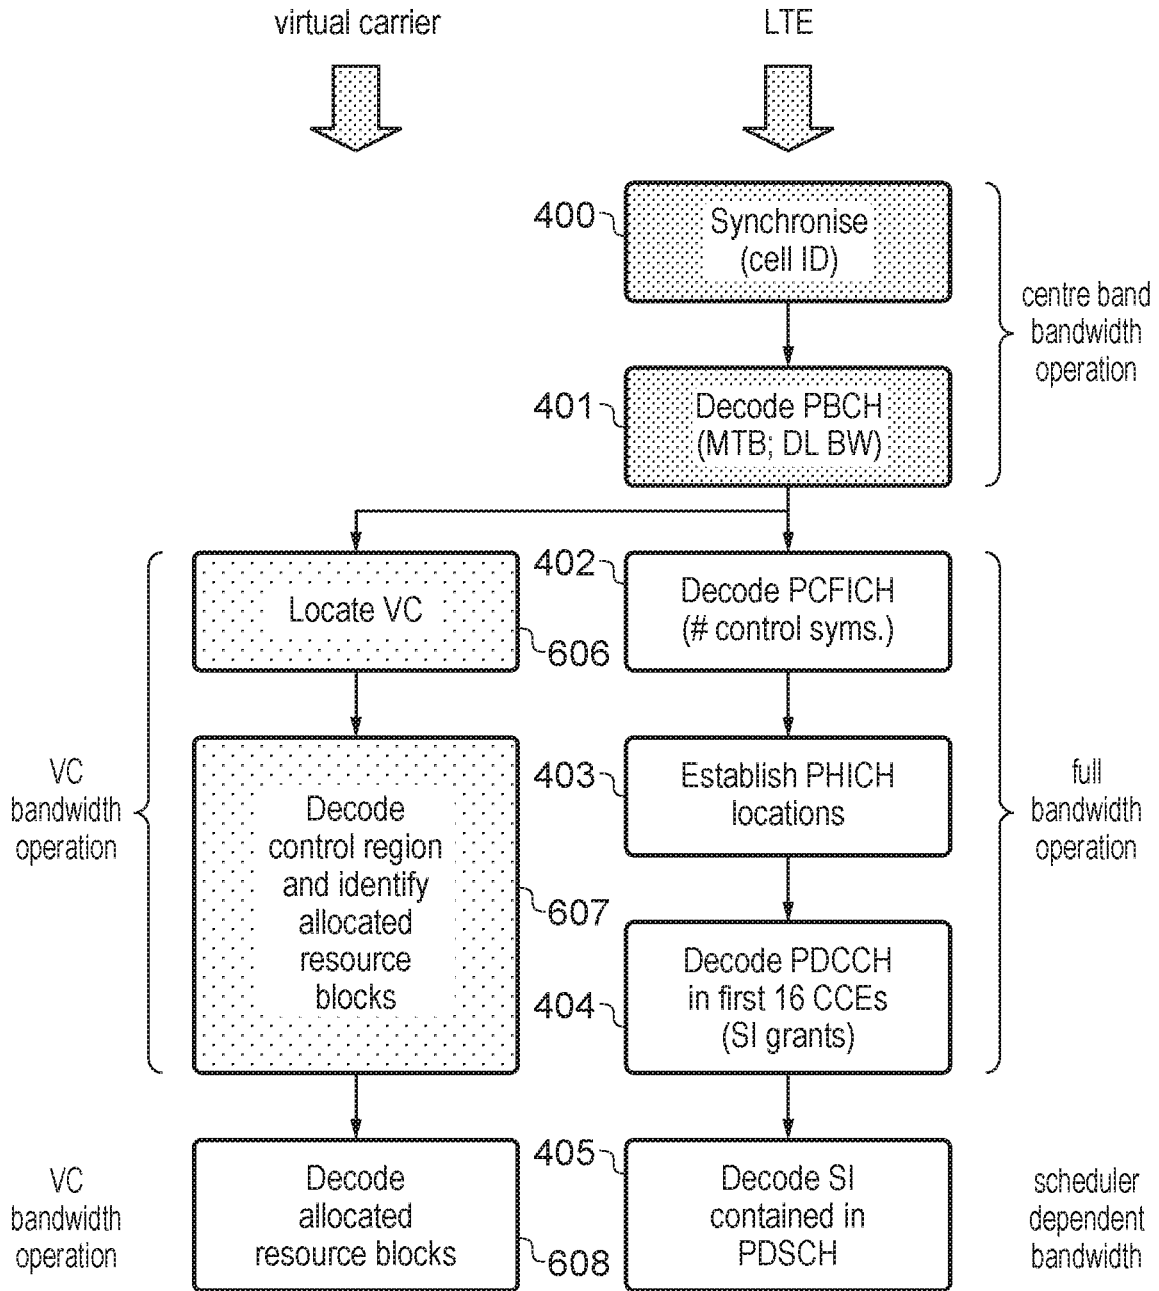 virtual carrier
LTE
400
Synchronise
(cell ID)
centre band
bandwidth
operation
401
Decode PBCH
(MTB; DL BW)
VC
bandwidth
operation
Locate VC
606
402
Decode PCFICH
(# control syms.)
Decode
control region
and identify
allocated
resource
blocks
607
403
Establish PHICH
locations
full
bandwidth
operation
404
Decode PDCCH
in first 16 CCEs
(SI grants)
VC
bandwidth
operation
Decode
allocated
resource blocks
608
405
Decode SI
contained in
PDSCH
scheduler
dependent
bandwidth